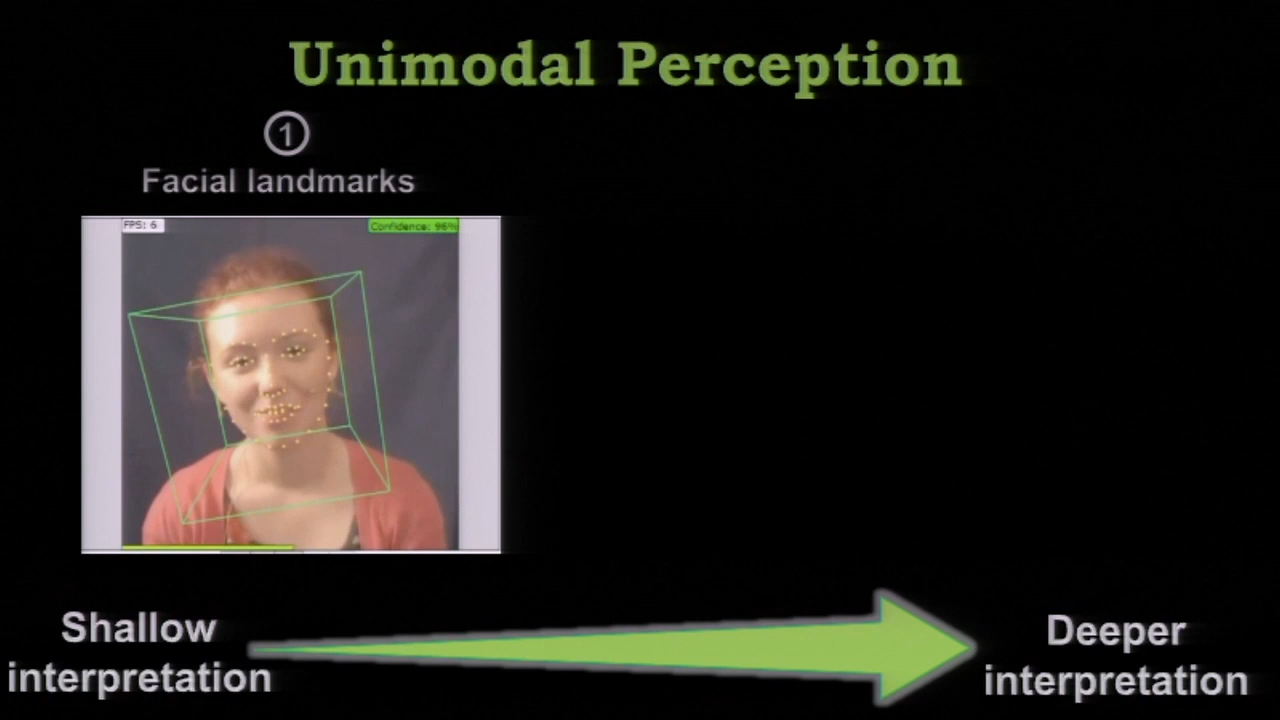 Unimodal Perception
1
Facial landmarks
FPS: 6
Confidence: 96%
Shallow
interpretation
Deeper
interpretation